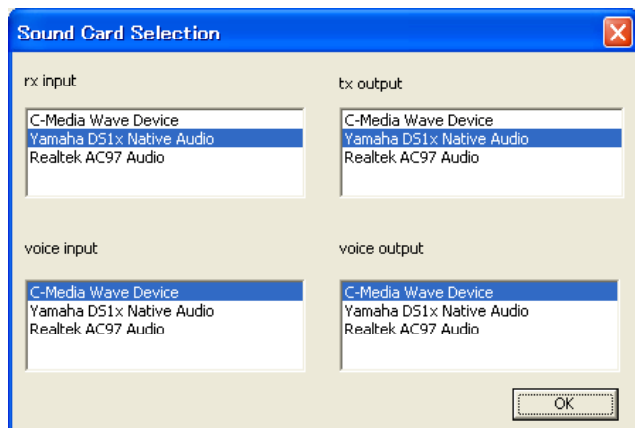 Sound Card Selection
rx input
C-Media Wave Device
Yamaha DS1x Native Audio
Realtek AC97 Audio
tx output
C-Media Wave Device
Yamaha DS1x Native Audio
Realtek AC97 Audio
voice input
C-Media Wave Device
Yamaha DS1x Native Audio
Realtek AC97 Audio
voice output
C-Media Wave Device
Yamaha DS1x Native Audio
Realtek AC97 Audio
OK